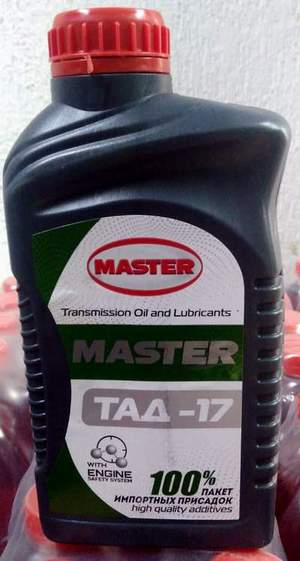 MASTER
Transmission Oil and Lubricants
MASTER
ТАД -17
WITH
ENGINE
SAFETY SYSTEM
100%
ПАКЕТ
ИМПОРТНЫХ ПРИСАДОК
high quality additives